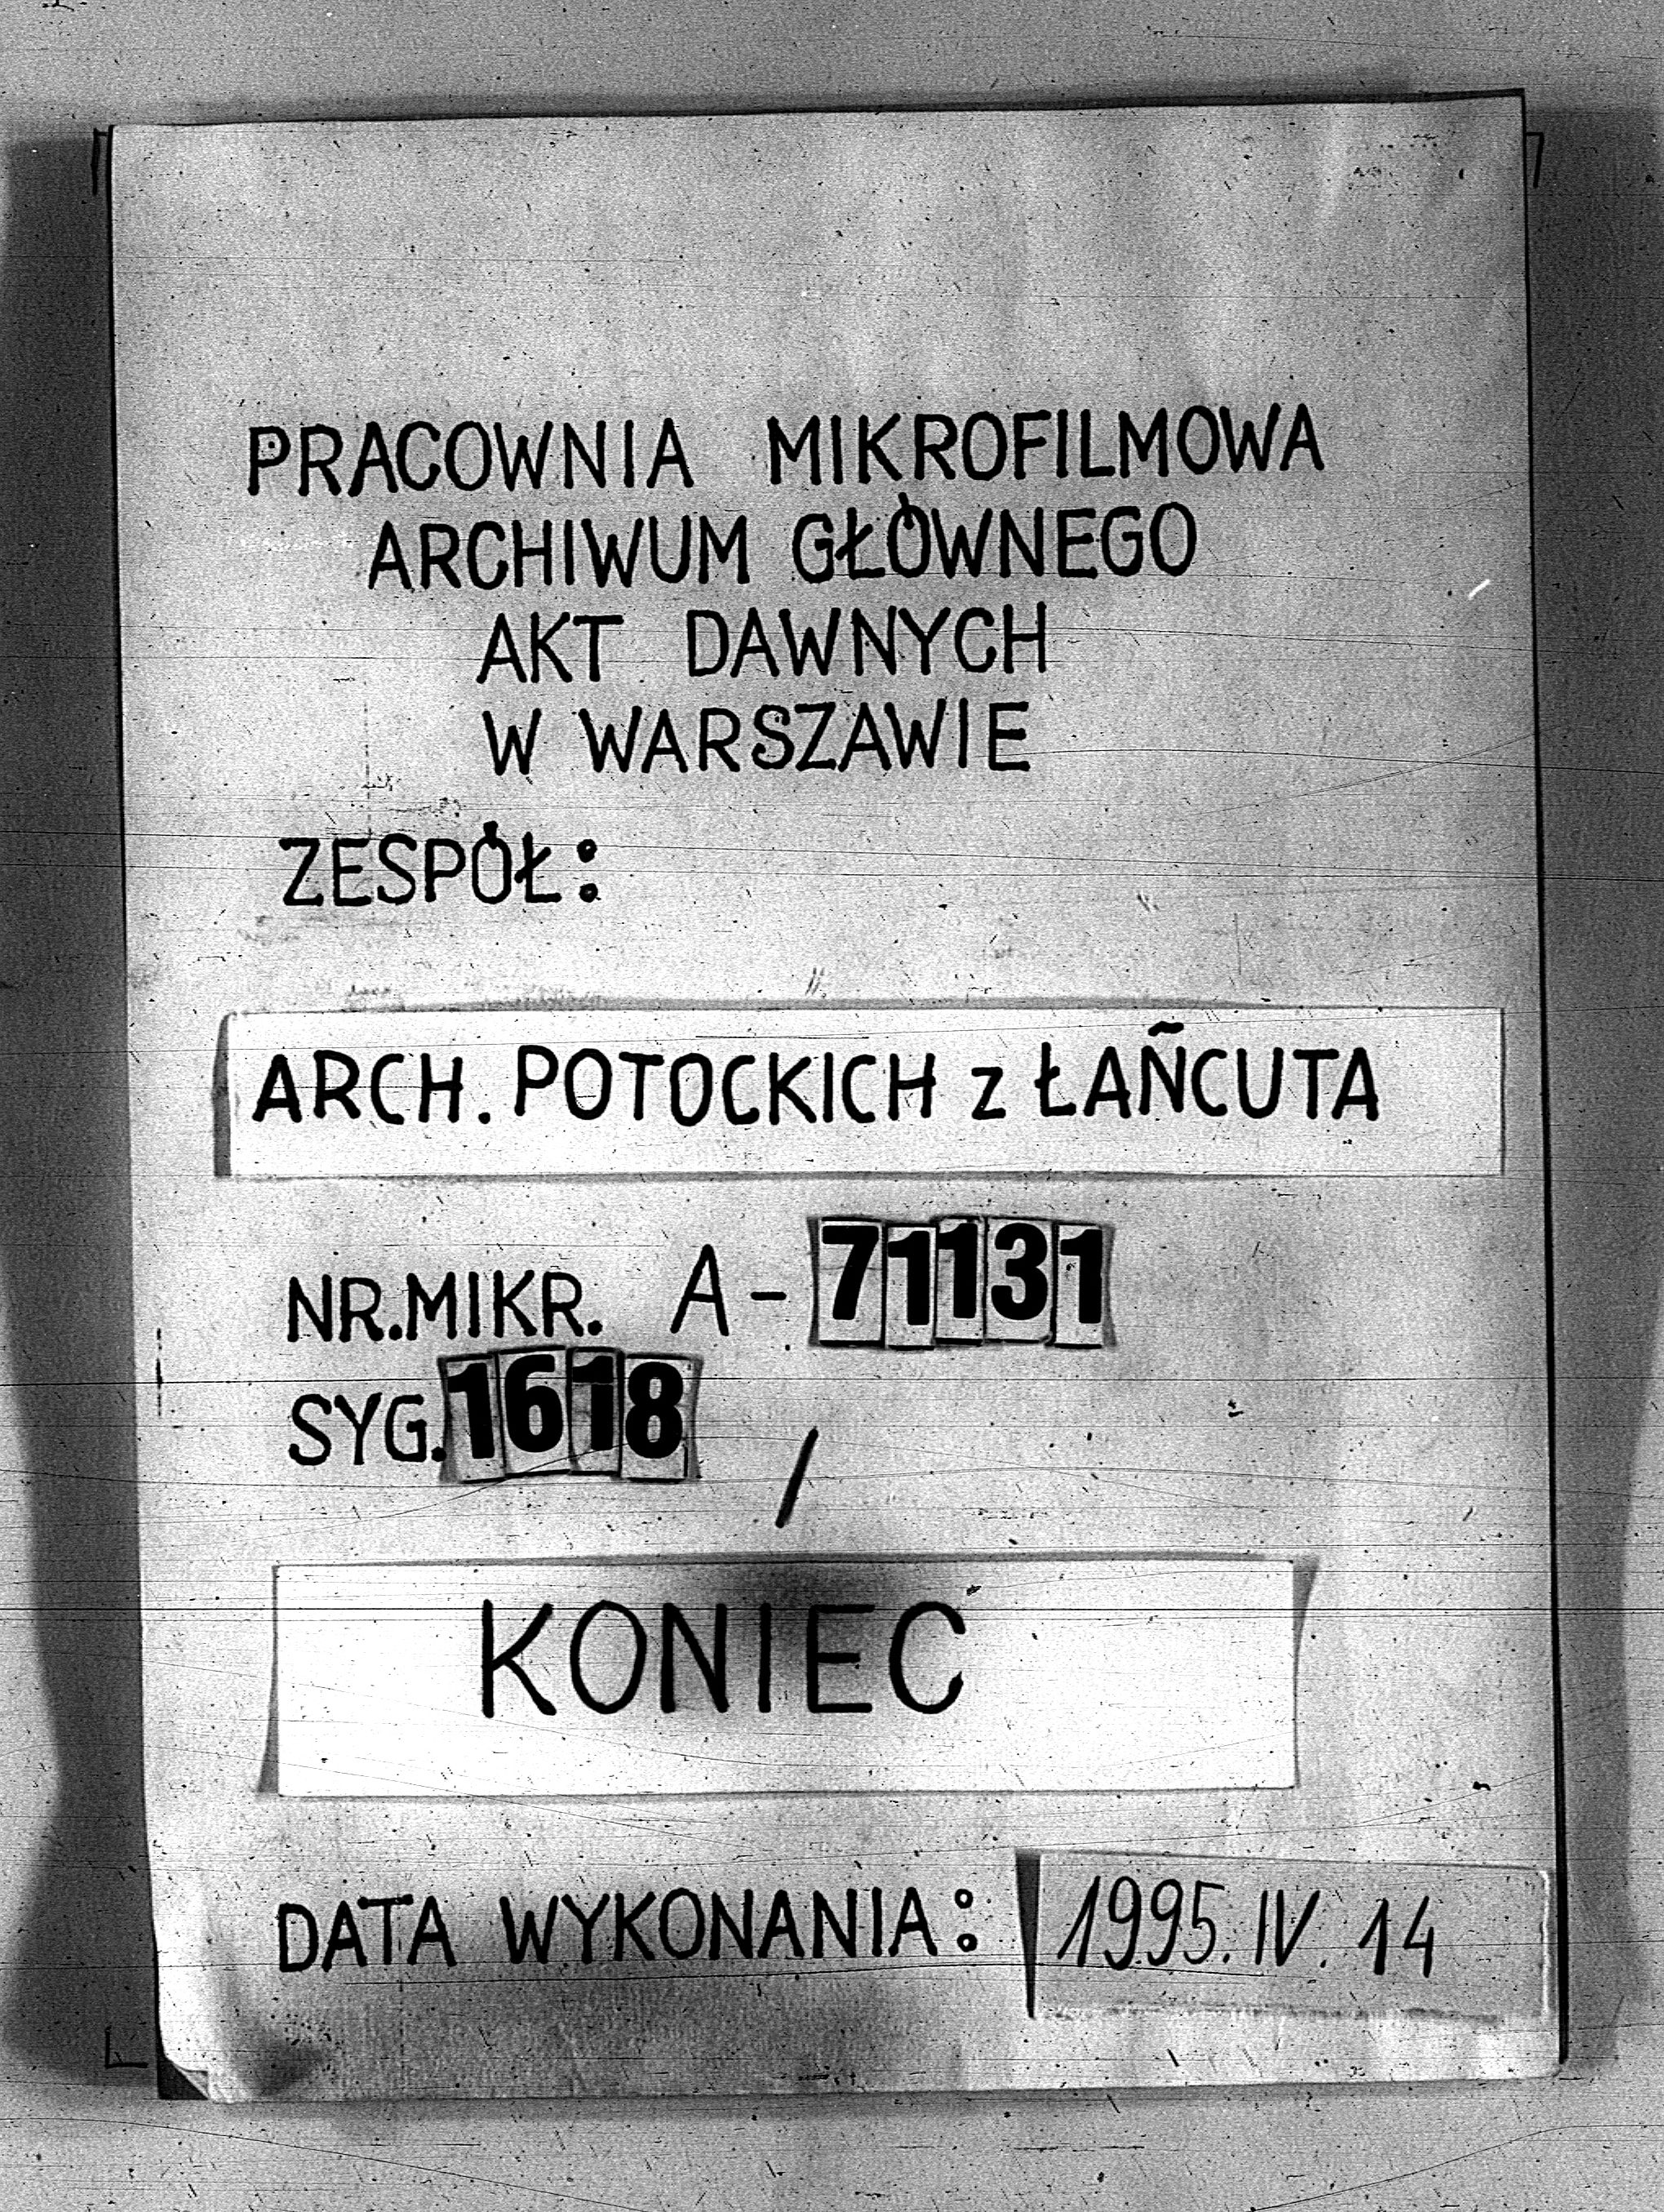 PRACOWNIA MIKROFILMOWA
ARCHIWUM GŁÓWNEGO
AKT DAWNYCH
W WARSZAWIE
ZESPÓŁ:
ARCH. POTOCKICH z ŁAŃCUTA
NR.MIKR. A-71131
SYG.1618 /
KONIEC
DATA WYKONANIA: 1995.IV.14